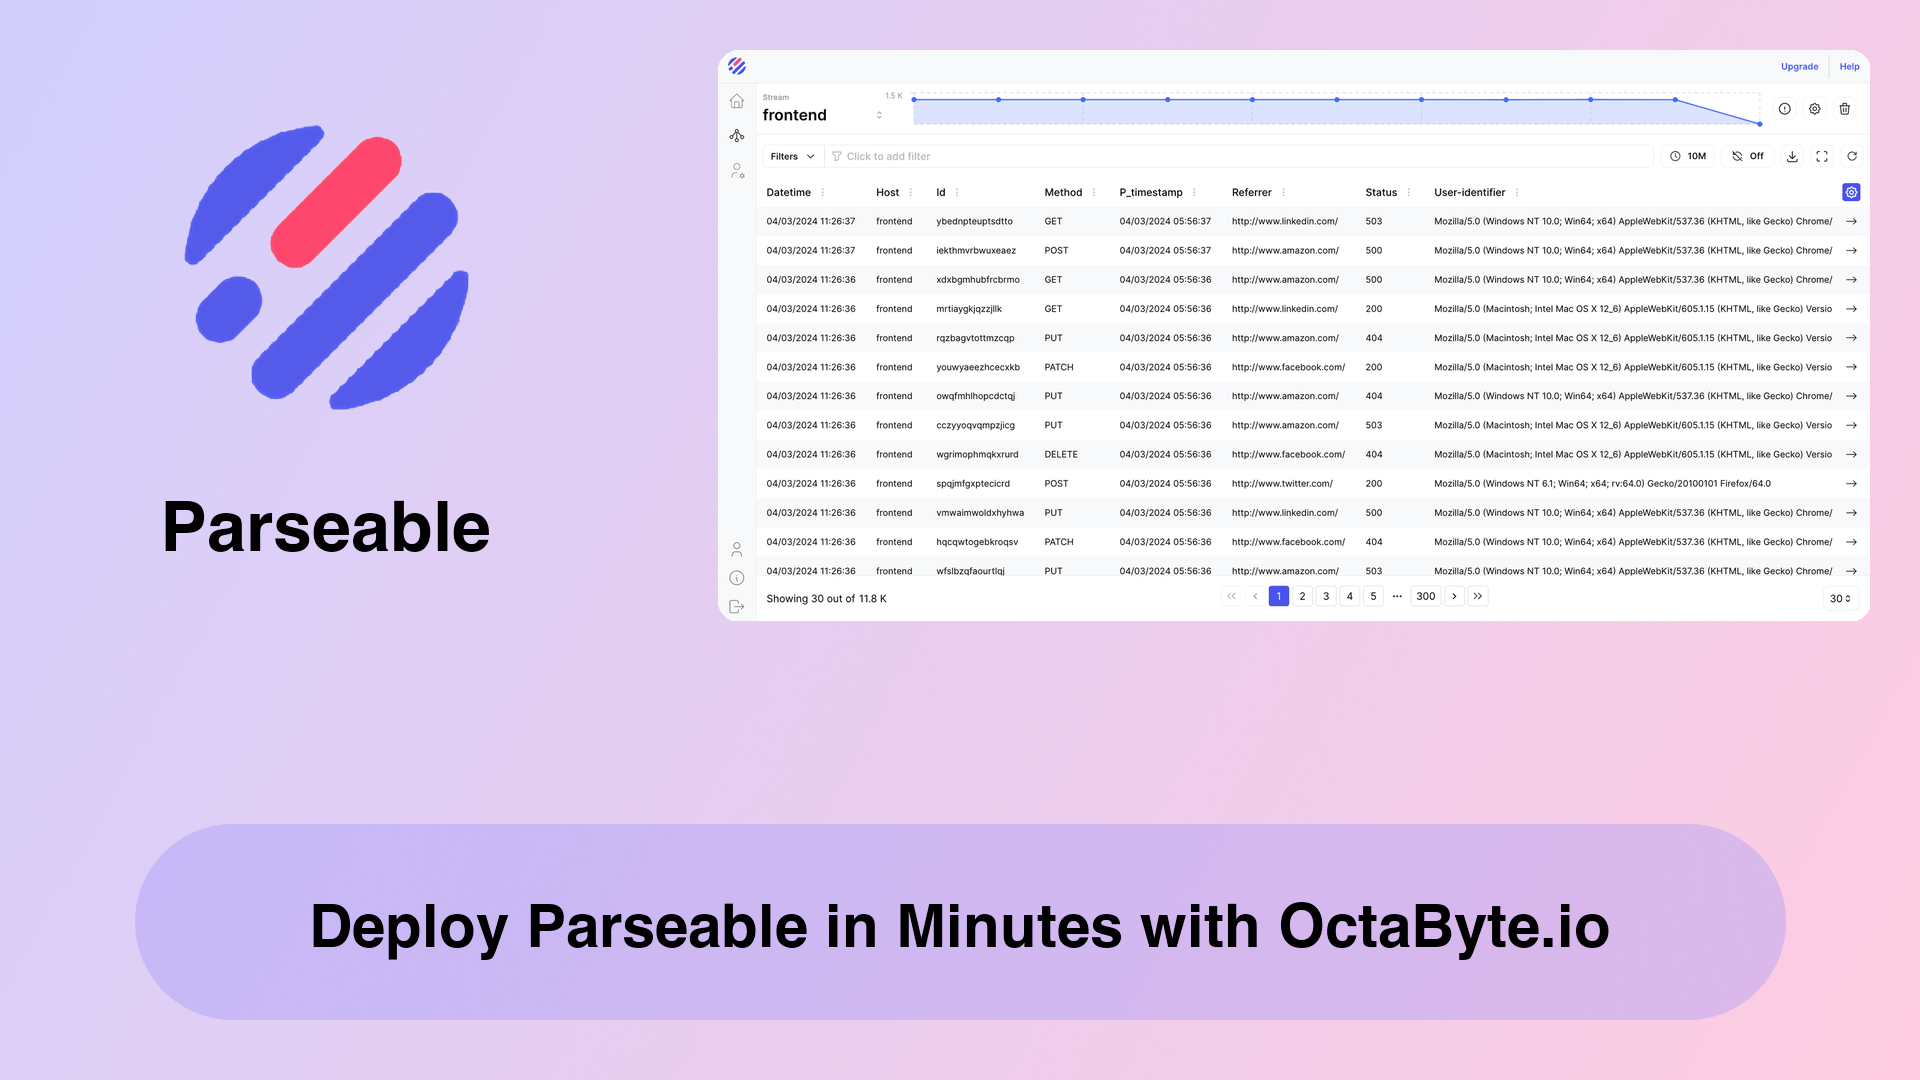 Parseable
Upgrade Help
Stream
frontend
1.5 K
Filters Click to add filter 10M Off
Datetime Host Id Method P_timestamp Referrer Status User-identifier
04/03/2024 11:26:37 frontend ybednpteuptsdtto GET 04/03/2024 05:56:37 http://www.linkedin.com/ 503 Mozilla/5.0 (Windows NT 10.0; Win64; x64) AppleWebKit/537.36 (KHTML, like Gecko) Chrome/
04/03/2024 11:26:37 frontend iekthmvrbwuxeaez POST 04/03/2024 05:56:37 http://www.amazon.com/ 500 Mozilla/5.0 (Windows NT 10.0; Win64; x64) AppleWebKit/537.36 (KHTML, like Gecko) Chrome/
04/03/2024 11:26:36 frontend xdxbgmhubfrcbrmo GET 04/03/2024 05:56:36 http://www.amazon.com/ 500 Mozilla/5.0 (Windows NT 10.0; Win64; x64) AppleWebKit/537.36 (KHTML, like Gecko) Chrome/
04/03/2024 11:26:36 frontend mrtiaygkjqzzjllk GET 04/03/2024 05:56:36 http://www.linkedin.com/ 200 Mozilla/5.0 (Macintosh; Intel Mac OS X 12_6) AppleWebKit/605.1.15 (KHTML, like Gecko) Versio
04/03/2024 11:26:36 frontend rqzbagvtottmzcqp PUT 04/03/2024 05:56:36 http://www.amazon.com/ 404 Mozilla/5.0 (Macintosh; Intel Mac OS X 12_6) AppleWebKit/605.1.15 (KHTML, like Gecko) Versio
04/03/2024 11:26:36 frontend youwyaeezhcecxkb PATCH 04/03/2024 05:56:36 http://www.facebook.com/ 200 Mozilla/5.0 (Macintosh; Intel Mac OS X 12_6) AppleWebKit/605.1.15 (KHTML, like Gecko) Versio
04/03/2024 11:26:36 frontend owqfmhlhopcdctqj PUT 04/03/2024 05:56:36 http://www.amazon.com/ 404 Mozilla/5.0 (Windows NT 10.0; Win64; x64) AppleWebKit/537.36 (KHTML, like Gecko) Chrome/
04/03/2024 11:26:36 frontend cczyyoqvqmpzjicg PUT 04/03/2024 05:56:36 http://www.amazon.com/ 503 Mozilla/5.0 (Macintosh; Intel Mac OS X 12_6) AppleWebKit/605.1.15 (KHTML, like Gecko) Versio
04/03/2024 11:26:36 frontend wgrimophmqkxrurd DELETE 04/03/2024 05:56:36 http://www.facebook.com/ 404 Mozilla/5.0 (Macintosh; Intel Mac OS X 12_6) AppleWebKit/605.1.15 (KHTML, like Gecko) Versio
04/03/2024 11:26:36 frontend spqjmfgxptecicrd POST 04/03/2024 05:56:36 http://www.twitter.com/ 200 Mozilla/5.0 (Windows NT 6.1; Win64; x64; rv:64.0) Gecko/20100101 Firefox/64.0
04/03/2024 11:26:36 frontend vmwaimwoldxhyhwa PUT 04/03/2024 05:56:36 http://www.linkedin.com/ 500 Mozilla/5.0 (Windows NT 10.0; Win64; x64) AppleWebKit/537.36 (KHTML, like Gecko) Chrome/
04/03/2024 11:26:36 frontend hqcqwtogebkroqsv PATCH 04/03/2024 05:56:36 http://www.facebook.com/ 404 Mozilla/5.0 (Windows NT 10.0; Win64; x64) AppleWebKit/537.36 (KHTML, like Gecko) Chrome/
04/03/2024 11:26:36 frontend wfslbzqfaourtlqj PUT 04/03/2024 05:56:36 http://www.amazon.com/ 503 Mozilla/5.0 (Windows NT 10.0; Win64; x64) AppleWebKit/537.36 (KHTML, like Gecko) Chrome/
Showing 30 out of 11.8 K 1 2 3 4 5 ... 300 30
Deploy Parseable in Minutes with OctaByte.io